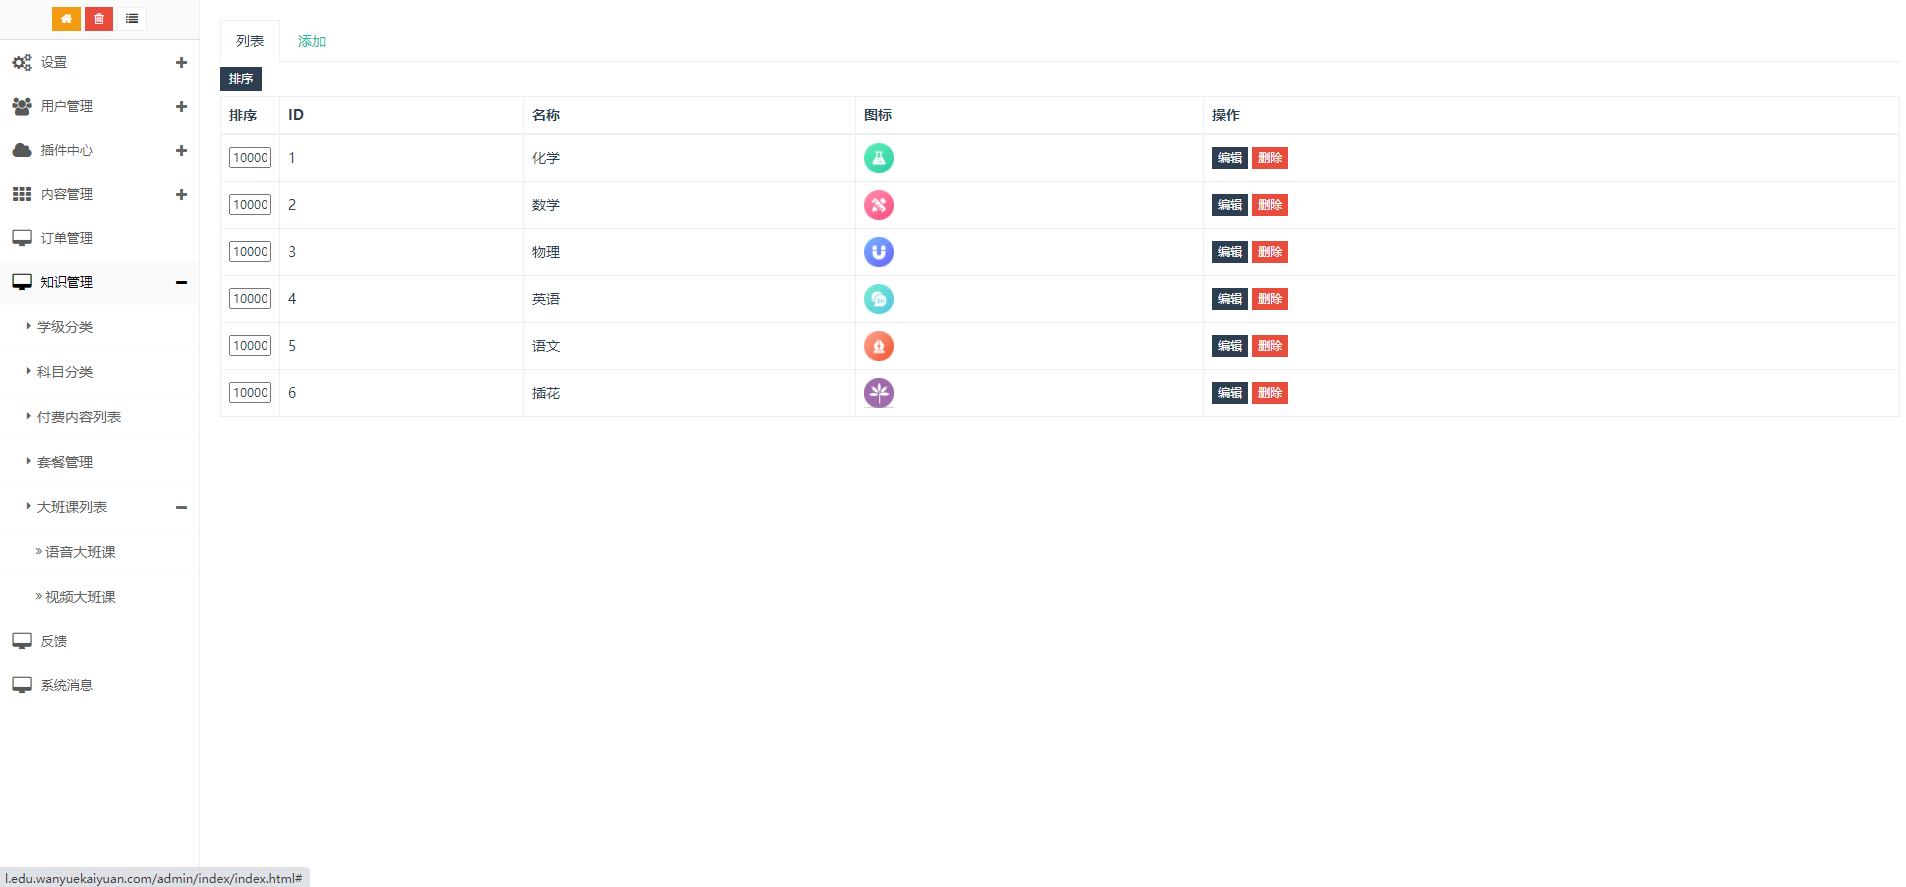 设置
用户管理
插件中心
内容管理
订单管理
知识管理
学级分类
科目分类
付费内容列表
套餐管理
大班课列表
语音大班课
视频大班课
反馈
系统消息
列表 添加
排序
排序 ID 名称 图标 操作
10000 1 化学 编辑 删除
10000 2 数学 编辑 删除
10000 3 物理 编辑 删除
10000 4 英语 编辑 删除
10000 5 语文 编辑 删除
10000 6 插花 编辑 删除
l.edu.wanyuekaiyuan.com/admin/index/index.html#